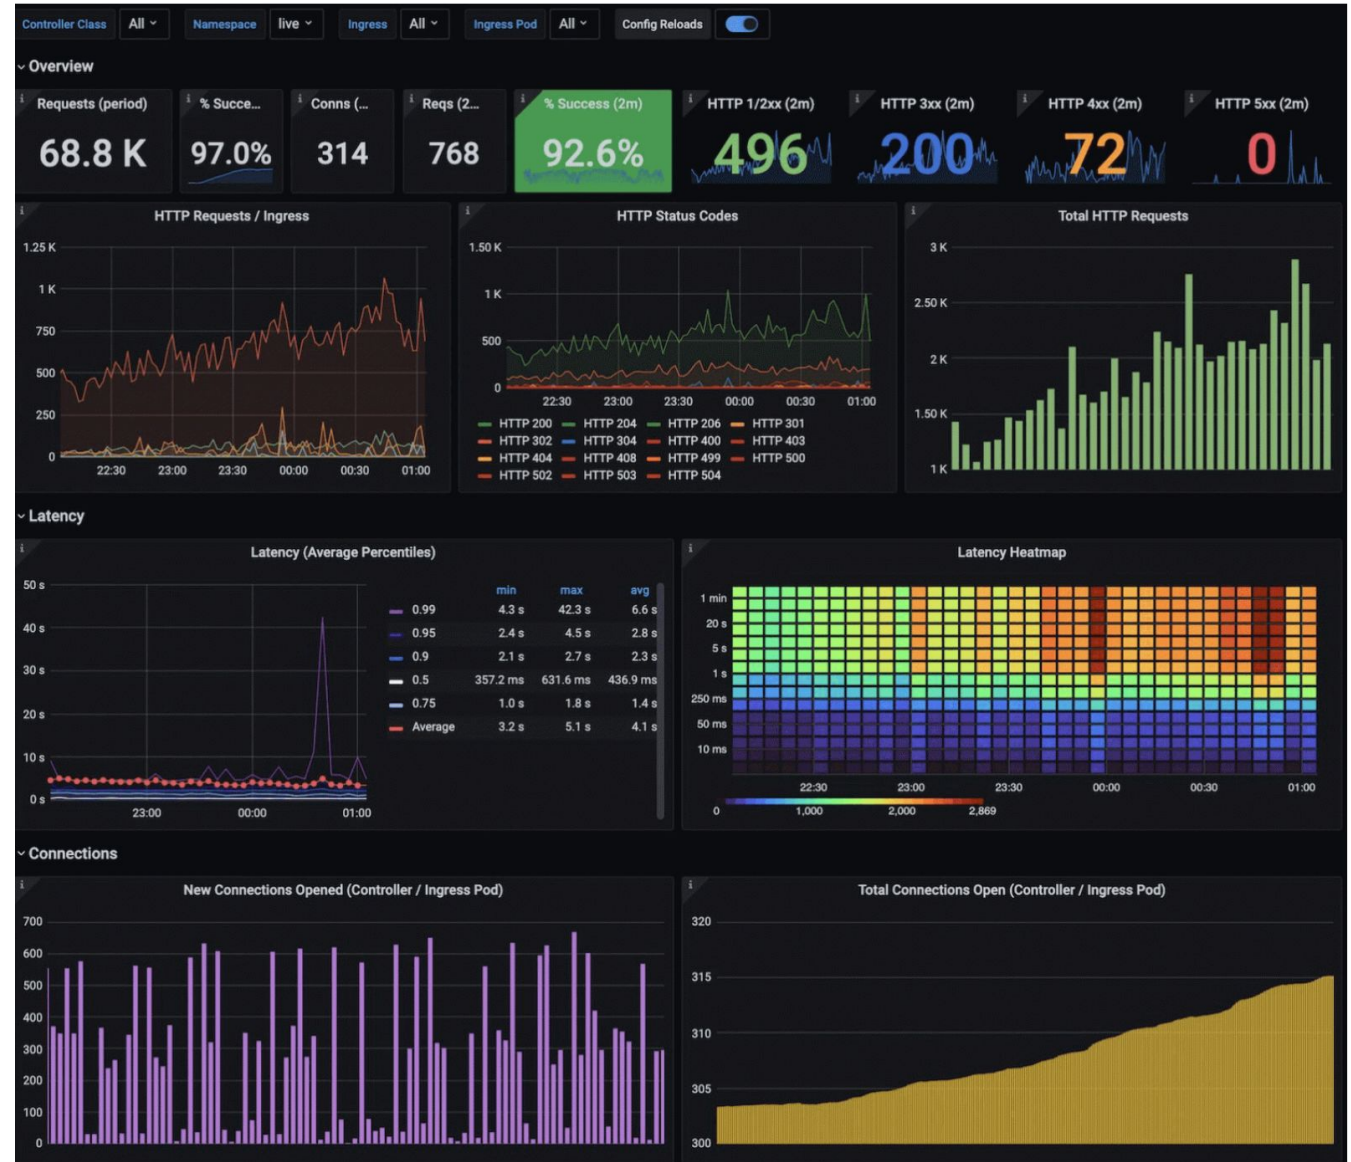 Controller Class All Namespace live Ingress All Ingress Pod All Config Reloads
Overview
Requests (period)
68.8 K
% Succe...
97.0%
Conns (...
314
Reqs (2...
768
% Success (2m)
92.6%
HTTP 1/2xx (2m)
496
HTTP 3xx (2m)
200
HTTP 4xx (2m)
72
HTTP 5xx (2m)
0
HTTP Requests / Ingress
1.25 K
1 K
750
500
250
0
22:30 23:00 23:30 00:00 00:30 01:00
HTTP Status Codes
1.50 K
1 K
500
0
22:30 23:00 23:30 00:00 00:30 01:00
HTTP 200 HTTP 204 HTTP 206 HTTP 301
HTTP 302 HTTP 304 HTTP 400 HTTP 403
HTTP 404 HTTP 408 HTTP 499 HTTP 500
HTTP 502 HTTP 503 HTTP 504
Total HTTP Requests
3 K
2.50 K
2 K
1.50 K
1 K
Latency
Latency (Average Percentiles)
50 s
40 s
30 s
20 s
10 s
0 s
23:00 00:00 01:00
min max avg
0.99 4.3 s 42.3 s 6.6 s
0.95 2.4 s 4.5 s 2.8 s
0.9 2.1 s 2.7 s 2.3 s
0.5 357.2 ms 631.6 ms 436.9 ms
0.75 1.0 s 1.8 s 1.4 s
Average 3.2 s 5.1 s 4.1 s
Latency Heatmap
1 min
20 s
5 s
1 s
250 ms
50 ms
10 ms
22:30 23:00 23:30 00:00 00:30 01:00
0 1,000 2,000 2,869
Connections
New Connections Opened (Controller / Ingress Pod)
700
600
500
400
300
200
100
0
Total Connections Open (Controller / Ingress Pod)
320
315
310
305
300